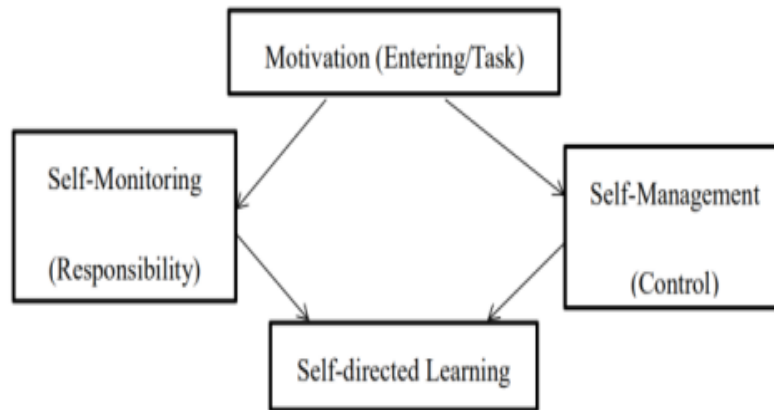 Motivation (Entering/Task)
Self-Monitoring
(Responsibility)
Self-Management
(Control)
Self-directed Learning